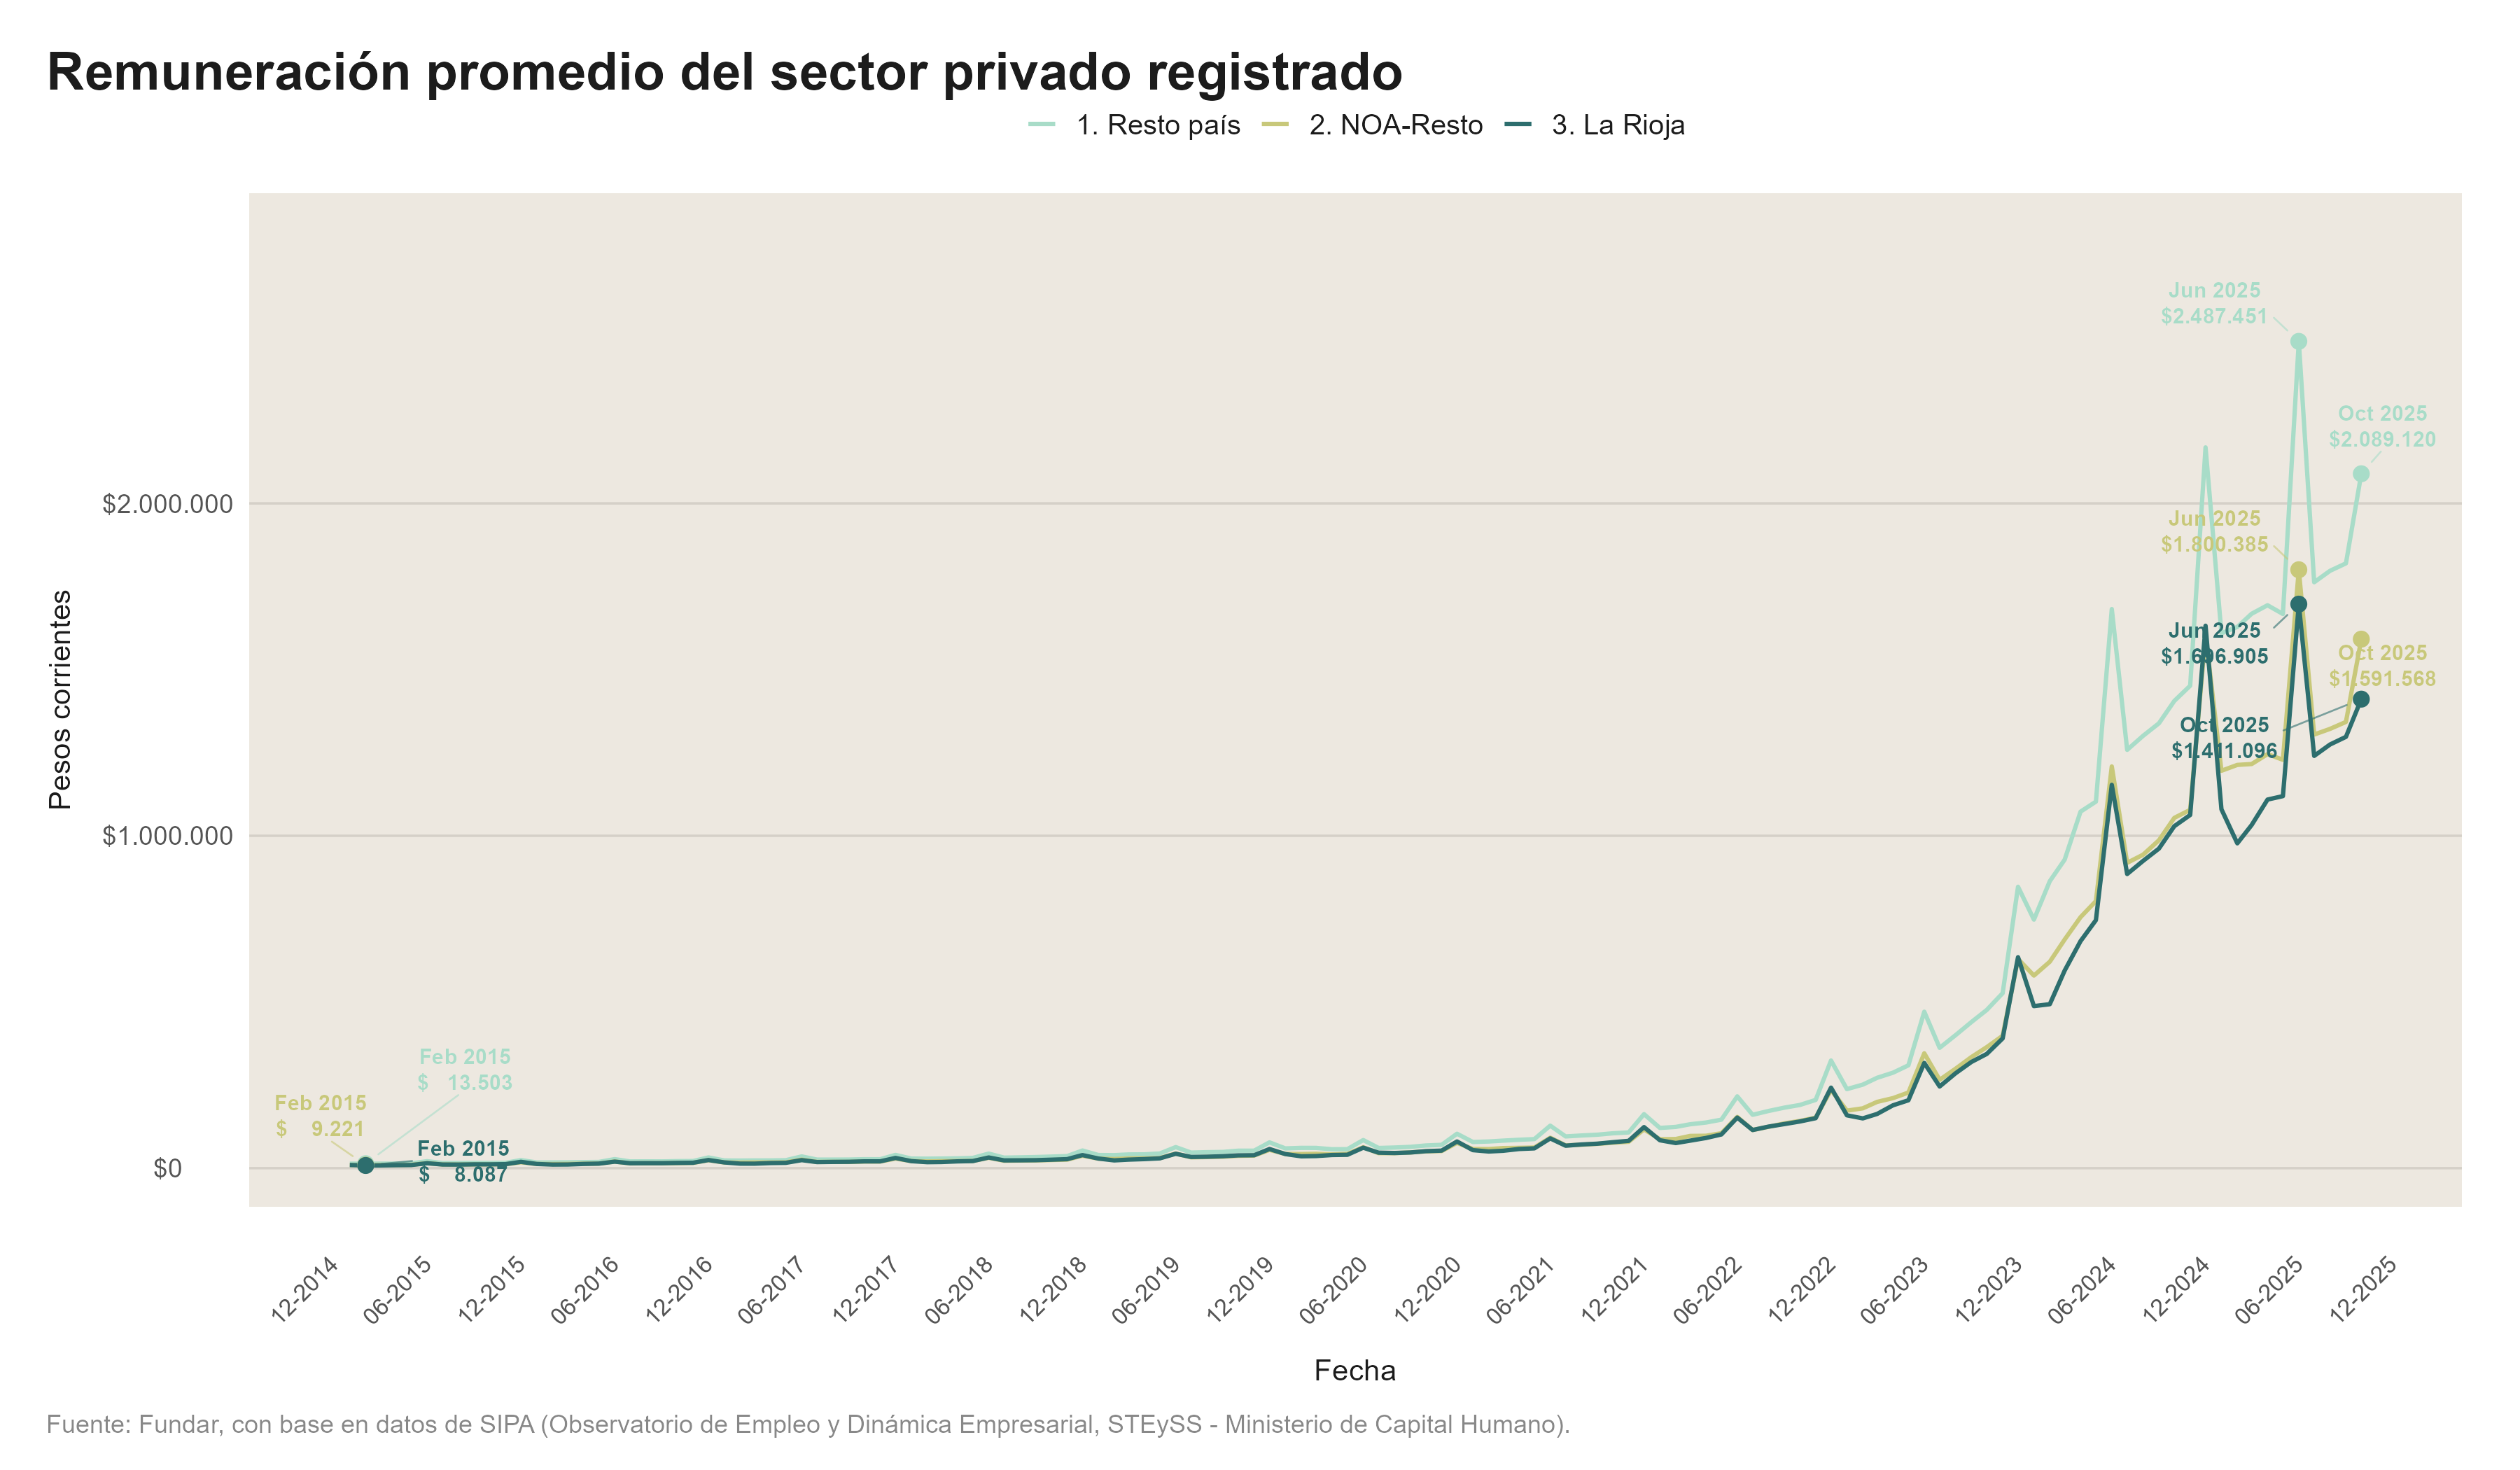 Remuneración promedio del sector privado registrado
1. Resto país 2. NOA-Resto 3. La Rioja
Jun 2025
$2.487.451
Oct 2025
$2.089.120
$2.000.000
Jun 2025
$1.800.385
Jun 2025
$1.696.905
Oct 2025
$1.591.568
Oct 2025
$1.411.096
Pesos corrientes
$1.000.000
Feb 2015
$ 13.503
Feb 2015
$ 9.221
Feb 2015
$ 8.087
$0
12-2014 06-2015 12-2015 06-2016 12-2016 06-2017 12-2017 06-2018 12-2018 06-2019 12-2019 06-2020 12-2020 06-2021 12-2021 06-2022 12-2022 06-2023 12-2023 06-2024 12-2024 06-2025 12-2025
Fecha
Fuente: Fundar, con base en datos de SIPA (Observatorio de Empleo y Dinámica Empresarial, STEySS - Ministerio de Capital Humano).